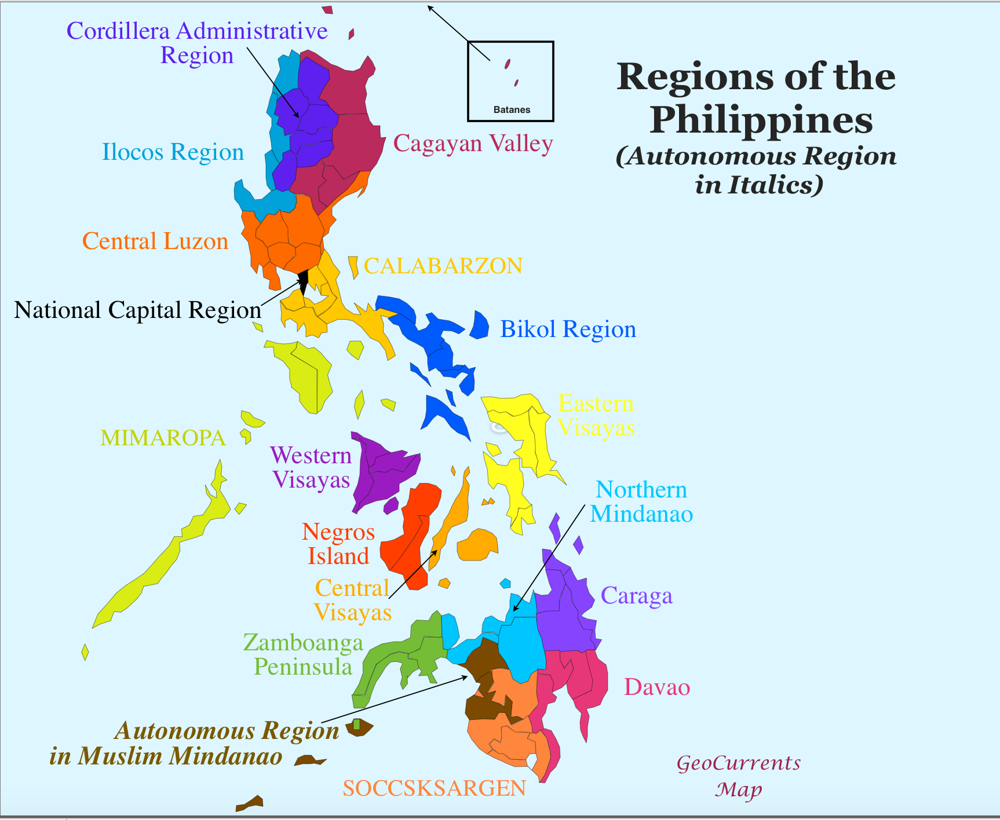 Cordillera Administrative
Region
Batanes
Regions of the
Philippines
(Autonomous Region
in Italics)
Ilocos Region
Cagayan Valley
Central Luzon
CALABARZON
National Capital Region
Bikol Region
Eastern
Visayas
MIMAROPA
Western
Visayas
Northern
Mindanao
Negros
Island
Central
Visayas
Caraga
Zamboanga
Peninsula
Davao
Autonomous Region
in Muslim Mindanao
SOCCSKSARGEN
GeoCurrents
Map